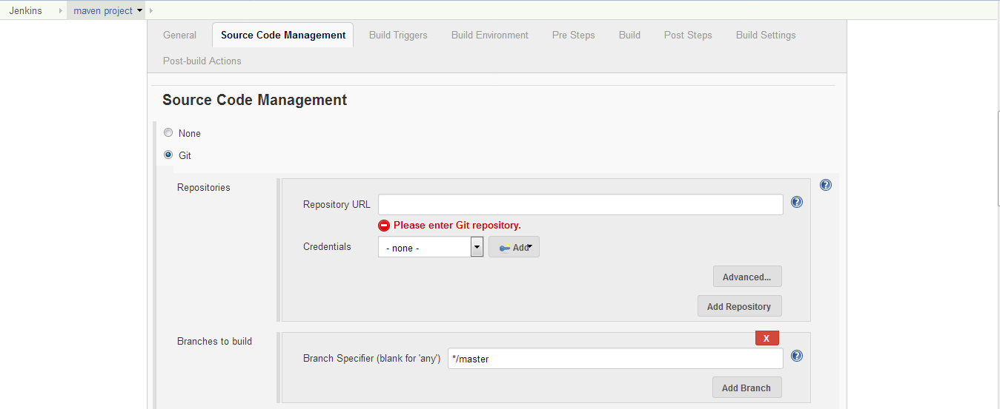 Jenkins maven project
General Source Code Management Build Triggers Build Environment Pre Steps Build Post Steps Build Settings
Post-build Actions
Source Code Management
None
Git
Repositories
Repository URL
Please enter Git repository.
Credentials - none - Add
Advanced...
Add Repository
Branches to build
X
Branch Specifier (blank for 'any') */master
Add Branch